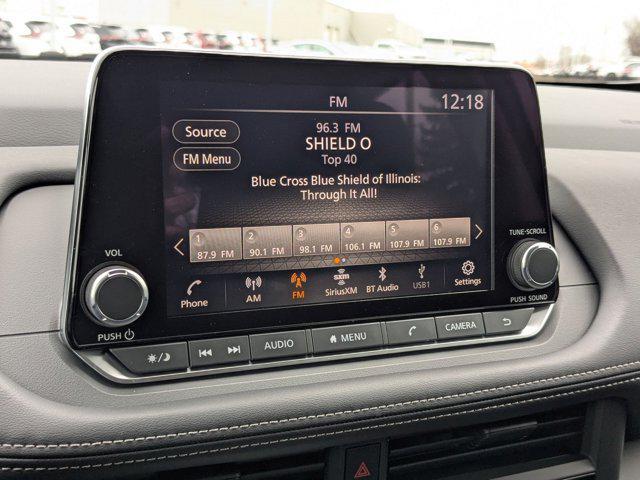 FM
12:18
Source
96.3 FM
SHIELD O
FM Menu
Top 40
Blue Cross Blue Shield of Illinois:
Through It All!
1 2 3 4 5 6
87.9 FM 90.1 FM 98.1 FM 106.1 FM 107.9 FM 107.9 FM
Phone AM FM SiriusXM BT Audio USB1 Settings
sxm
VOL
PUSH
TUNE•SCROLL
PUSH SOUND
AUDIO MENU CAMERA